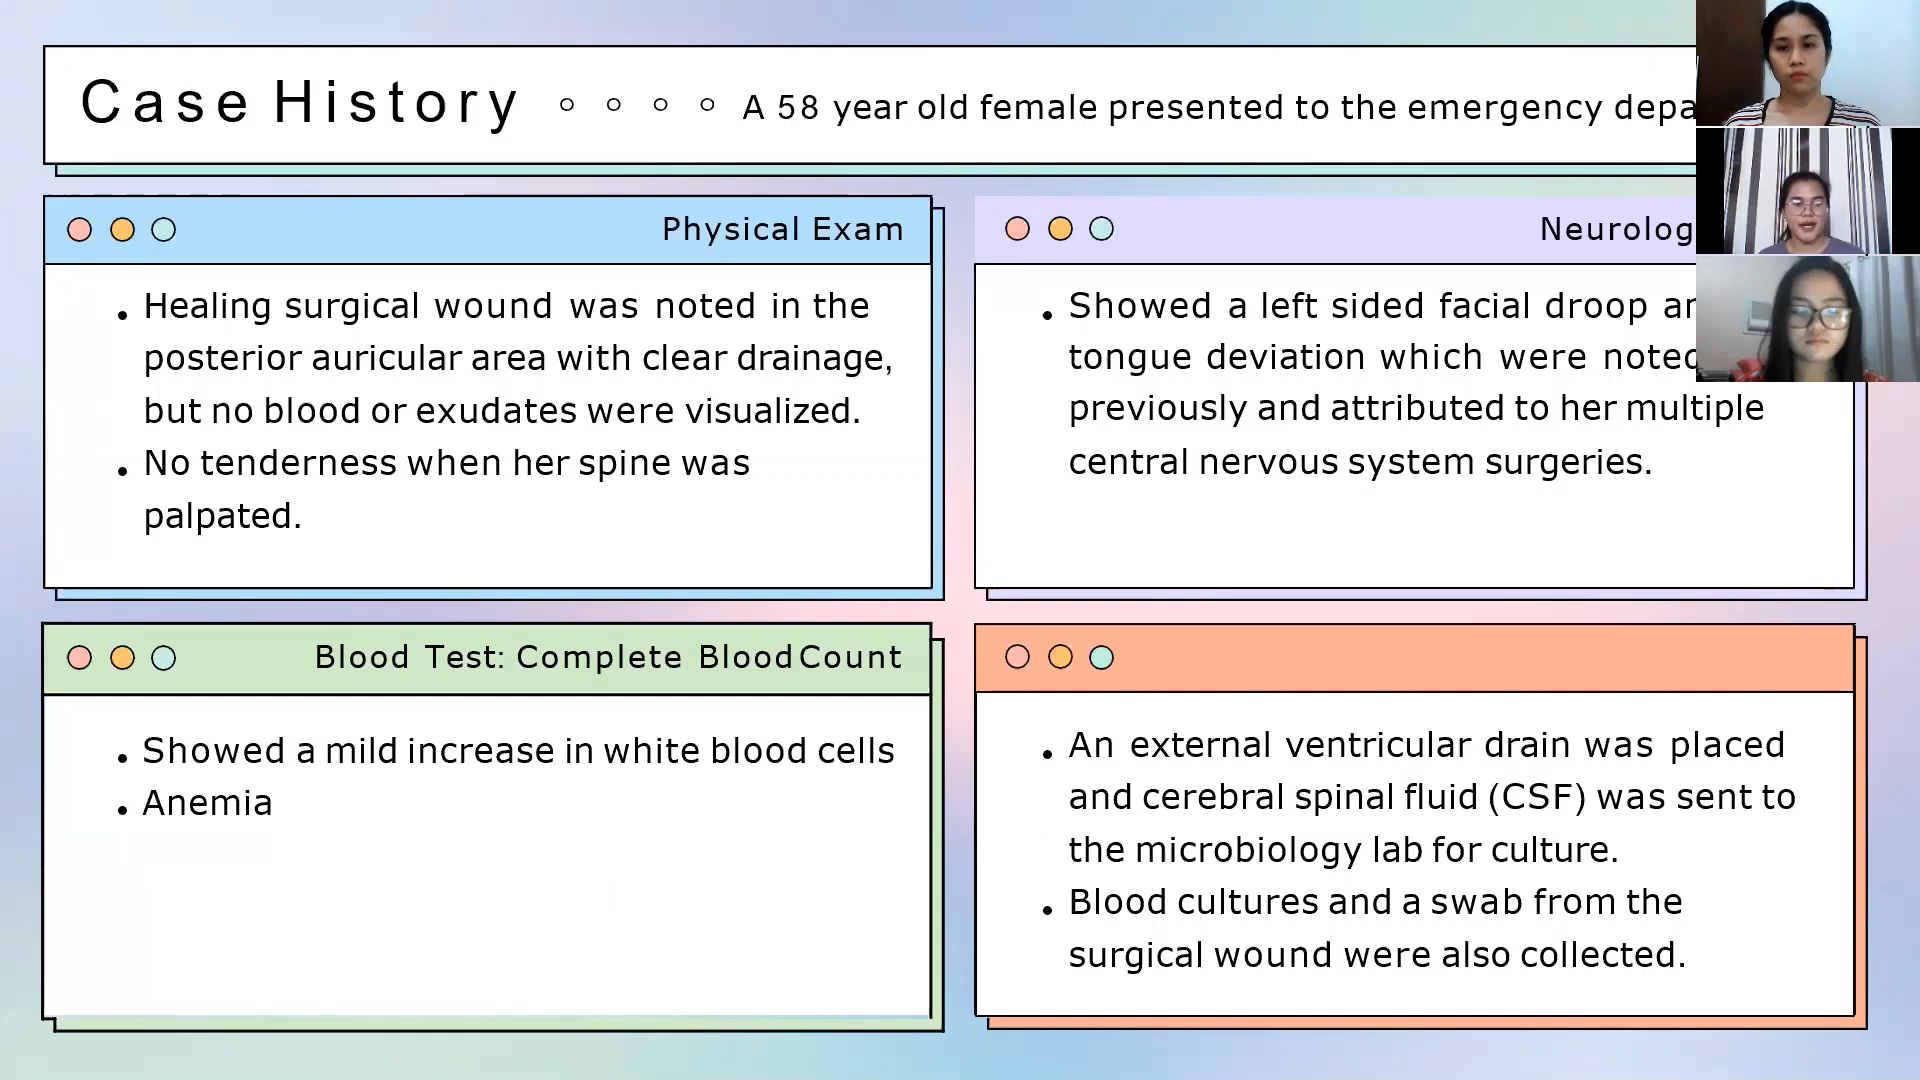 Case History A 58 year old female presented to the emergency
Physical Exam
Healing surgical wound was noted in the
posterior auricular area with clear drainage,
but no blood or exudates were visualized.
No tenderness when her spine was
palpated.
Showed a left sided facial droop
tongue deviation which were noted
previously and attributed to her multiple
central nervous system surgeries.
Blood Test: Complete Blood Count
Showed a mild increase in white blood cells
Anemia
An external ventricular drain was placed
and cerebral spinal fluid (CSF) was sent to
the microbiology lab for culture.
Blood cultures and a swab from the
surgical wound were also collected.